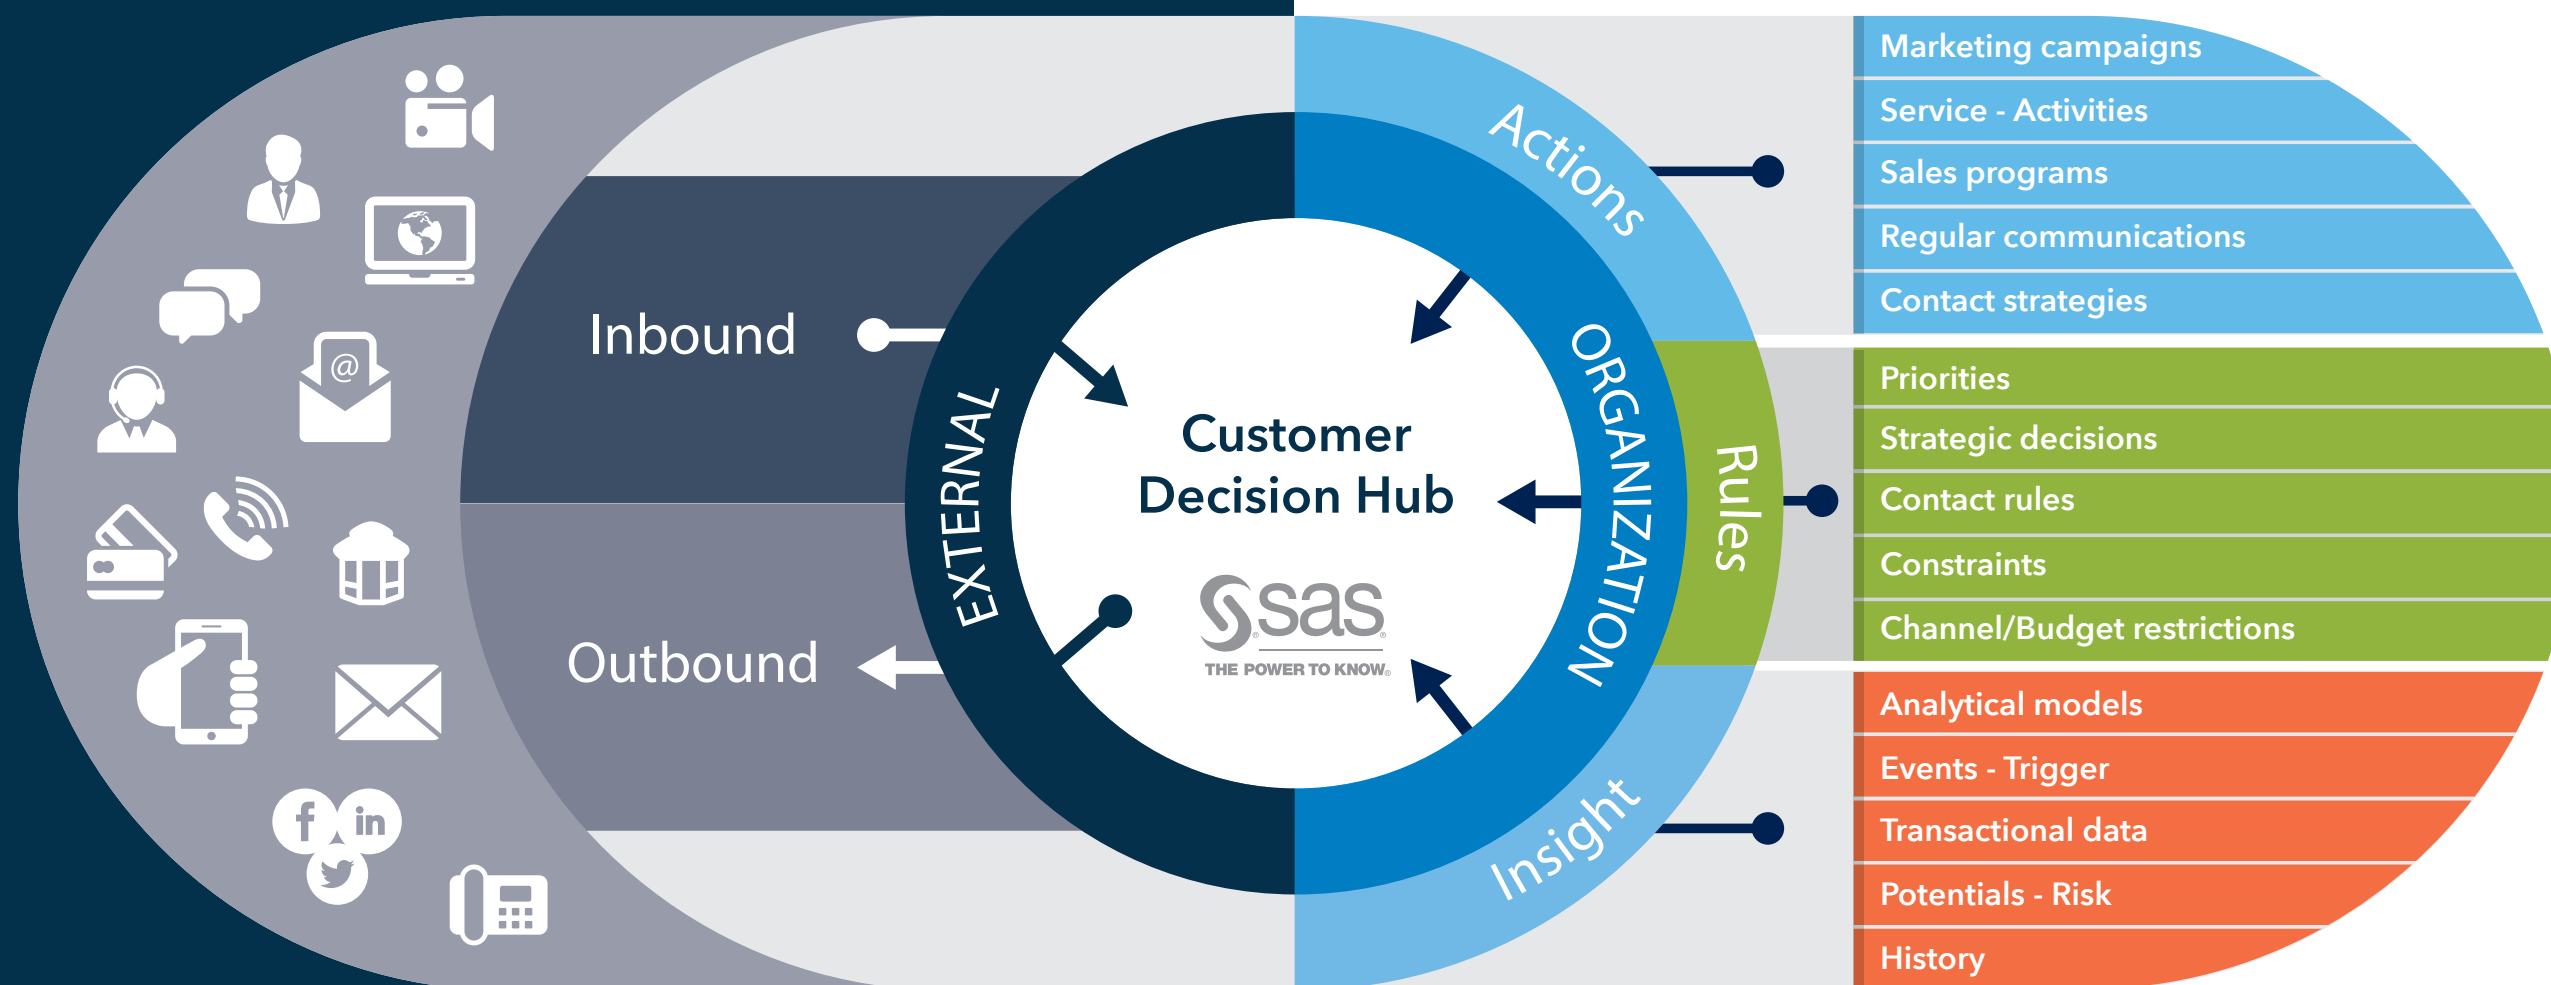 Inbound
Outbound
EXTERNAL
@
f
in
Customer
Decision Hub
sas
THE POWER TO KNOW®
ORGANIZATION
Actions
Rules
Insight
Marketing campaigns
Service - Activities
Sales programs
Regular communications
Contact strategies
Priorities
Strategic decisions
Contact rules
Constraints
Channel/Budget restrictions
Analytical models
Events - Trigger
Transactional data
Potentials - Risk
History